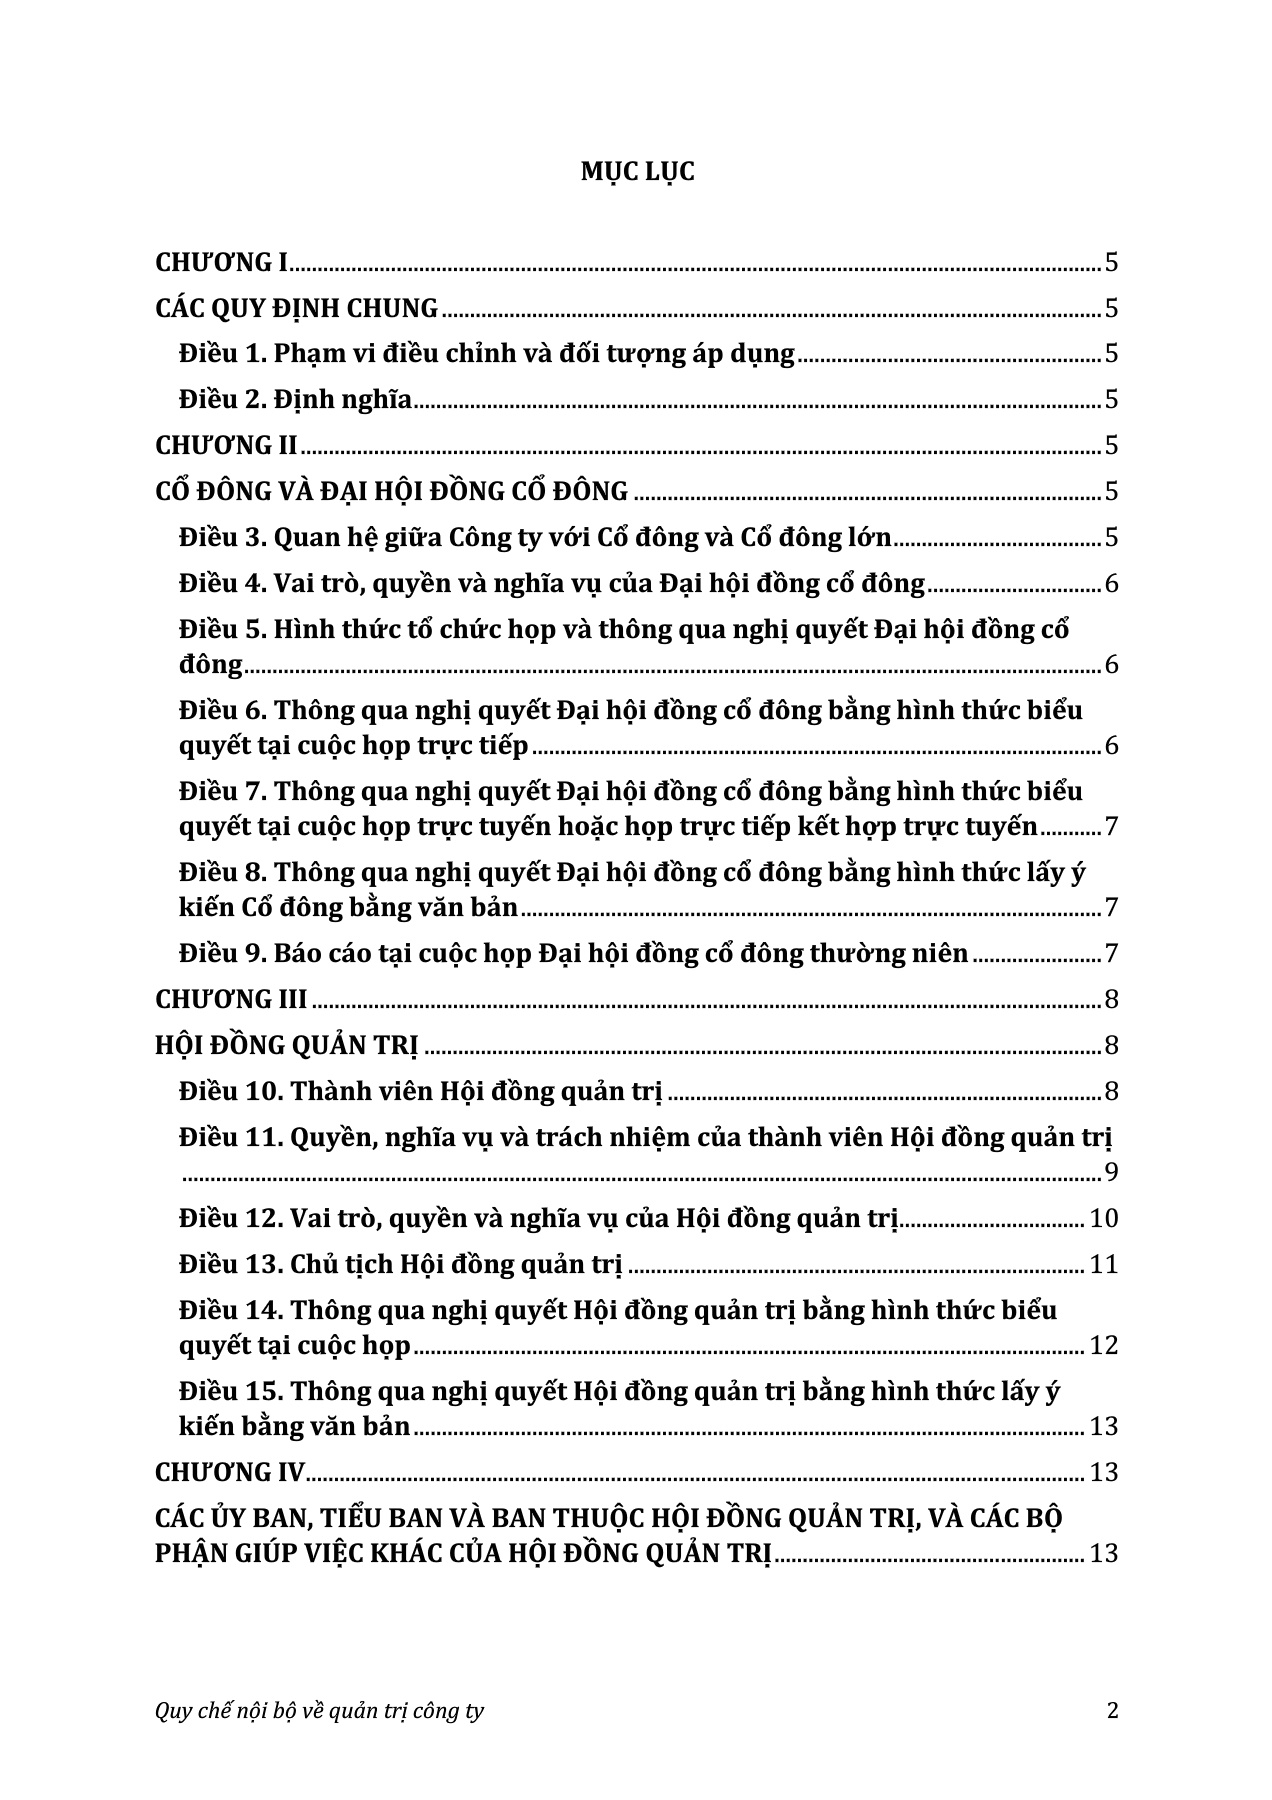 MỤC LỤC
CHƯƠNG I.......... 5
CÁC QUY ĐỊNH CHUNG.......... 5
Điều 1. Phạm vi điều chỉnh và đối tượng áp dụng.......... 5
Điều 2. Định nghĩa.......... 5
CHƯƠNG II.......... 5
CỔ ĐÔNG VÀ ĐẠI HỘI ĐỒNG CỔ ĐÔNG.......... 5
Điều 3. Quan hệ giữa Công ty với Cổ đông và Cổ đông lớn.......... 5
Điều 4. Vai trò, quyền và nghĩa vụ của Đại hội đồng cổ đông.......... 6
Điều 5. Hình thức tổ chức họp và thông qua nghị quyết Đại hội đồng cổ
đông.......... 6
Điều 6. Thông qua nghị quyết Đại hội đồng cổ đông bằng hình thức biểu
quyết tại cuộc họp trực tiếp.......... 6
Điều 7. Thông qua nghị quyết Đại hội đồng cổ đông bằng hình thức biểu
quyết tại cuộc họp trực tuyến hoặc họp trực tiếp kết hợp trực tuyến.......... 7
Điều 8. Thông qua nghị quyết Đại hội đồng cổ đông bằng hình thức lấy ý
kiến Cổ đông bằng văn bản.......... 7
Điều 9. Báo cáo tại cuộc họp Đại hội đồng cổ đông thường niên.......... 7
CHƯƠNG III.......... 8
HỘI ĐỒNG QUẢN TRỊ.......... 8
Điều 10. Thành viên Hội đồng quản trị.......... 8
Điều 11. Quyền, nghĩa vụ và trách nhiệm của thành viên Hội đồng quản trị
.......... 9
Điều 12. Vai trò, quyền và nghĩa vụ của Hội đồng quản trị.......... 10
Điều 13. Chủ tịch Hội đồng quản trị.......... 11
Điều 14. Thông qua nghị quyết Hội đồng quản trị bằng hình thức biểu
quyết tại cuộc họp.......... 12
Điều 15. Thông qua nghị quyết Hội đồng quản trị bằng hình thức lấy ý
kiến bằng văn bản.......... 13
CHƯƠNG IV.......... 13
CÁC ỦY BAN, TIỂU BAN VÀ BAN THUỘC HỘI ĐỒNG QUẢN TRỊ, VÀ CÁC BỘ
PHẬN GIÚP VIỆC KHÁC CỦA HỘI ĐỒNG QUẢN TRỊ.......... 13
Quy chế nội bộ về quản trị công ty 2